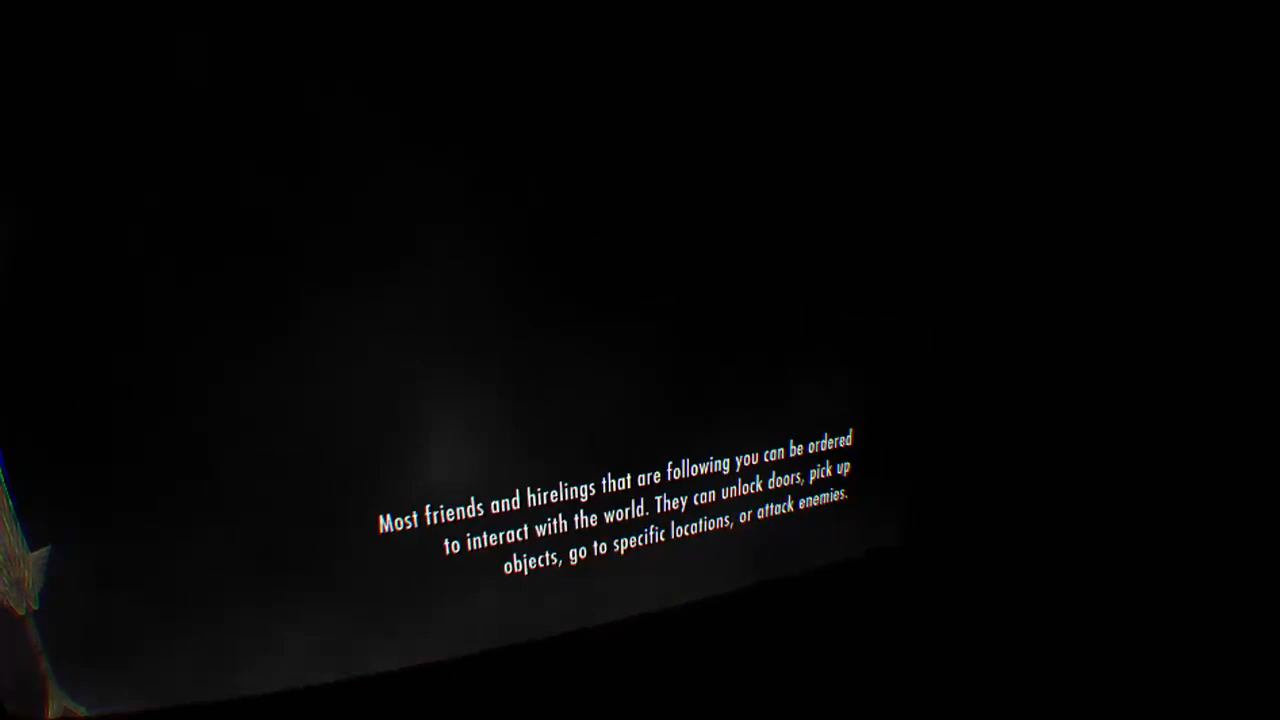 Most friends and hirelings that are following you can be ordered
to interact with the world. They can unlock doors, pick up
objects, go to specific locations, or attack enemies.